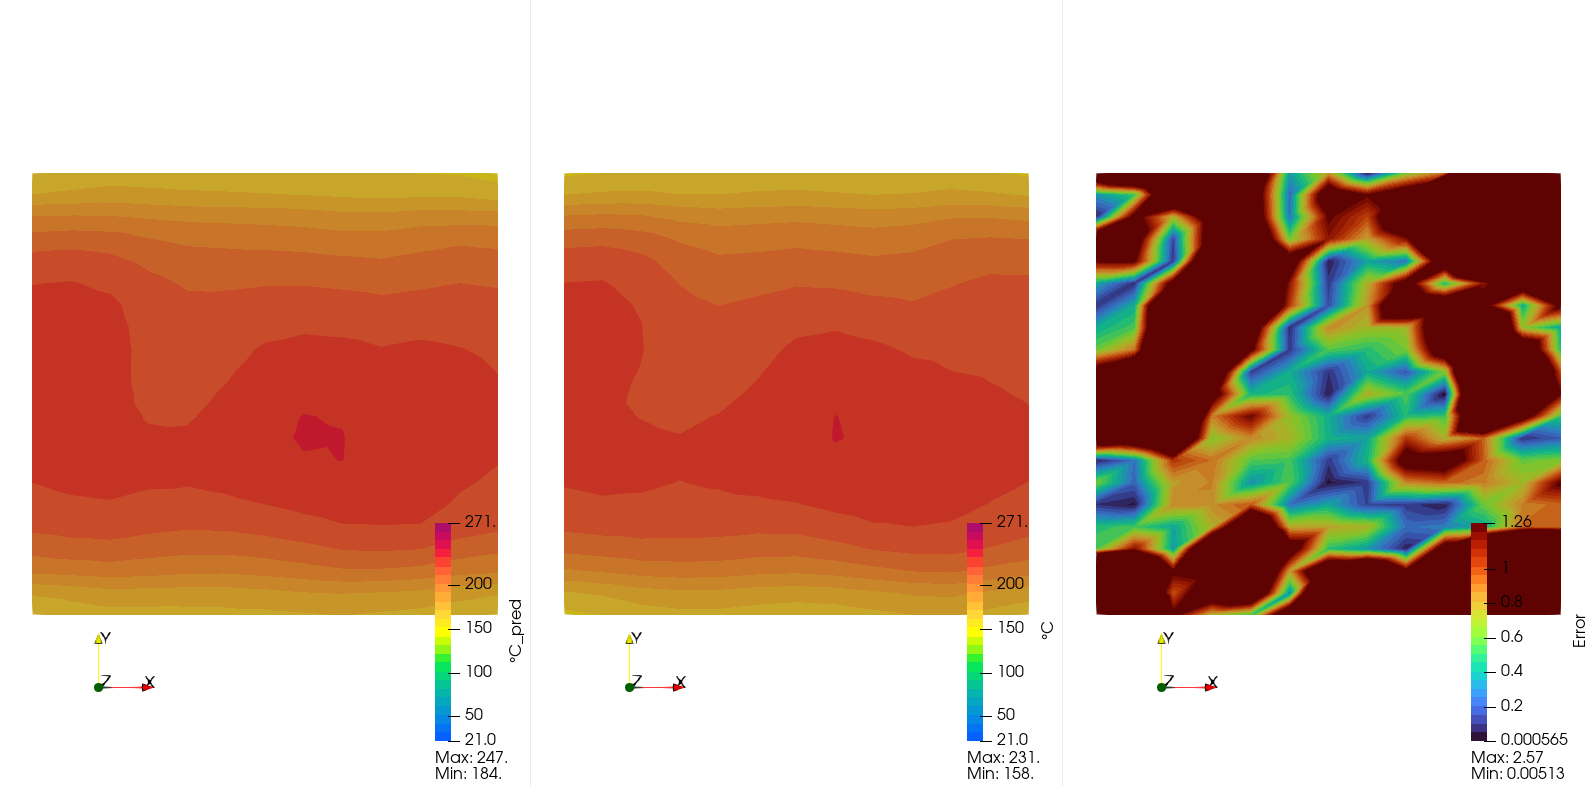 271.
200
150
100
50
21.0
°C_pred
Max: 247.
Min: 184.
Y
Z
X
271.
200
150
100
50
21.0
°C
Max: 231.
Min: 158.
Y
Z
X
1.26
1
0.8
0.6
0.4
0.2
0.000565
Error
Max: 2.57
Min: 0.00513
Y
Z
X